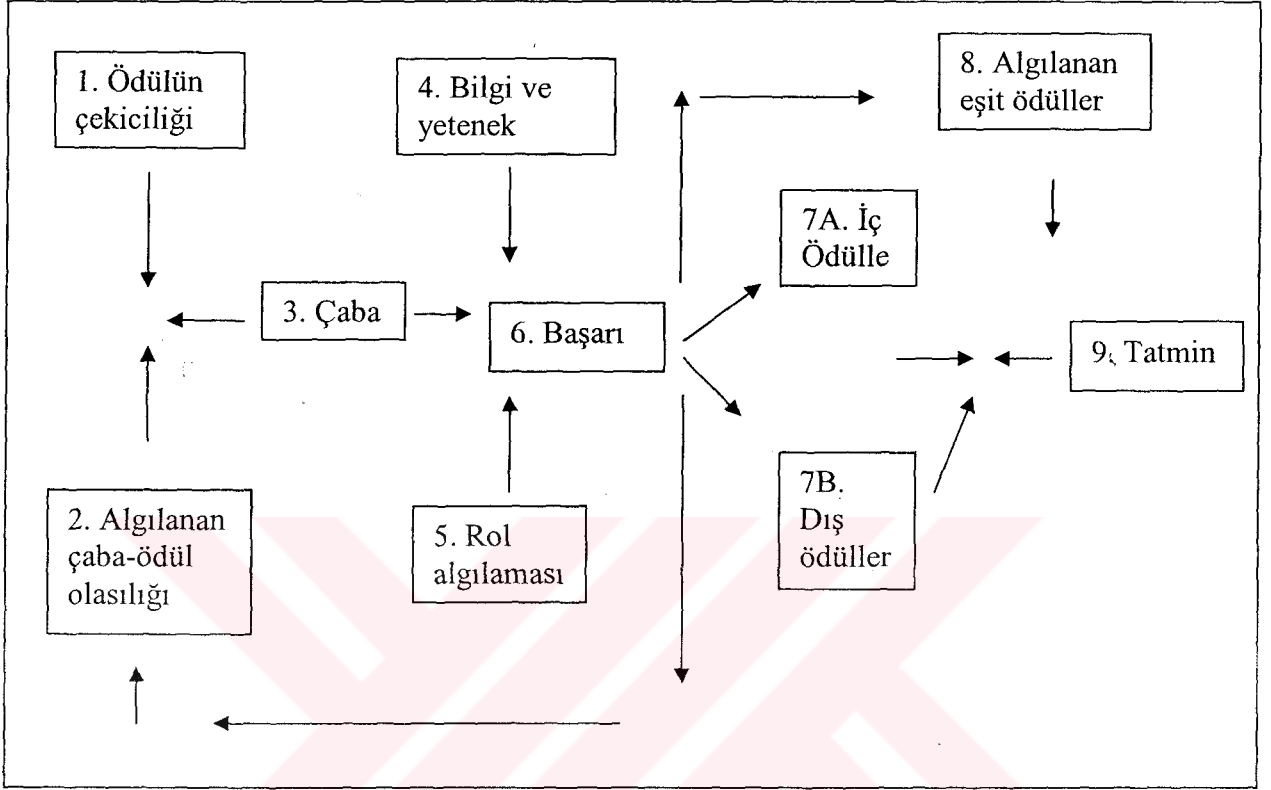 1. Ödülün
çekiciliği
4. Bilgi ve
yetenek
8. Algılanan
eşit ödüller
7A. İç
Ödülle
3. Çaba
6. Başarı
9. Tatmin
2. Algılanan
çaba-ödül
olasılığı
5. Rol
algılaması
7B.
Dış
ödüller